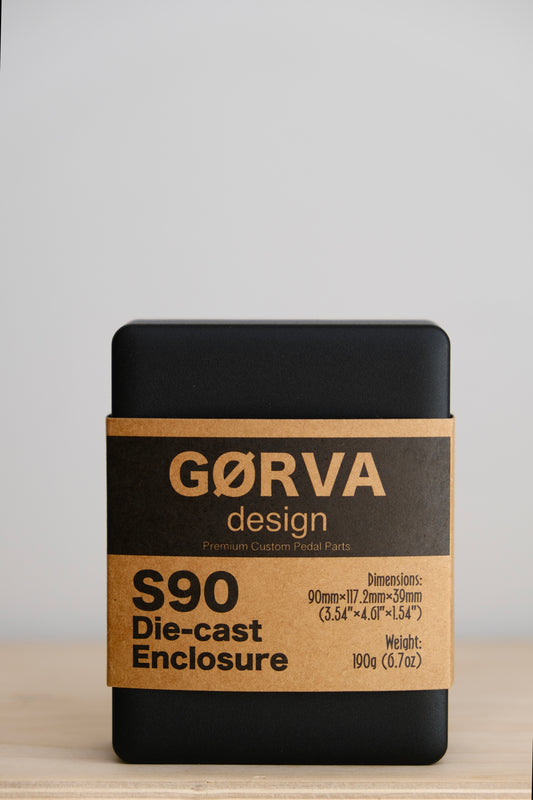 GØRVA
design
Premium Custom Pedal Parts
S90
Die-cast
Enclosure
Dimensions:
90mm×117.2mm×39mm
(3.54"×4.61"×1.54")
Weight:
190g (6.7oz)